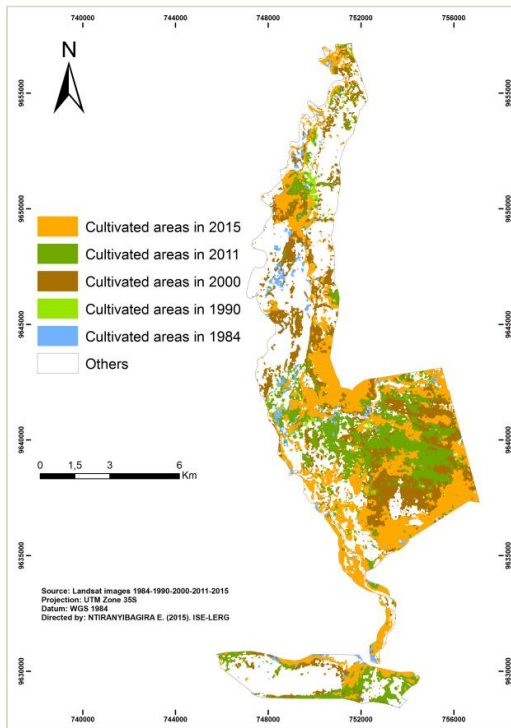 740000 744000 748000 752000 756000
N
9655000 9655000
9650000 9650000
Cultivated areas in 2015
Cultivated areas in 2011
Cultivated areas in 2000
Cultivated areas in 1990
Cultivated areas in 1984
Others
9645000 9645000
9640000 9640000
0 1,5 3 6
Km
9635000 9635000
Source: Landsat images 1984-1990-2000-2011-2015
Projection: UTM Zone 35S
Datum: WGS 1984
Directed by: NTIRANYIBAGIRA E. (2015). ISE-LERG
9630000 9630000
740000 744000 748000 752000 756000